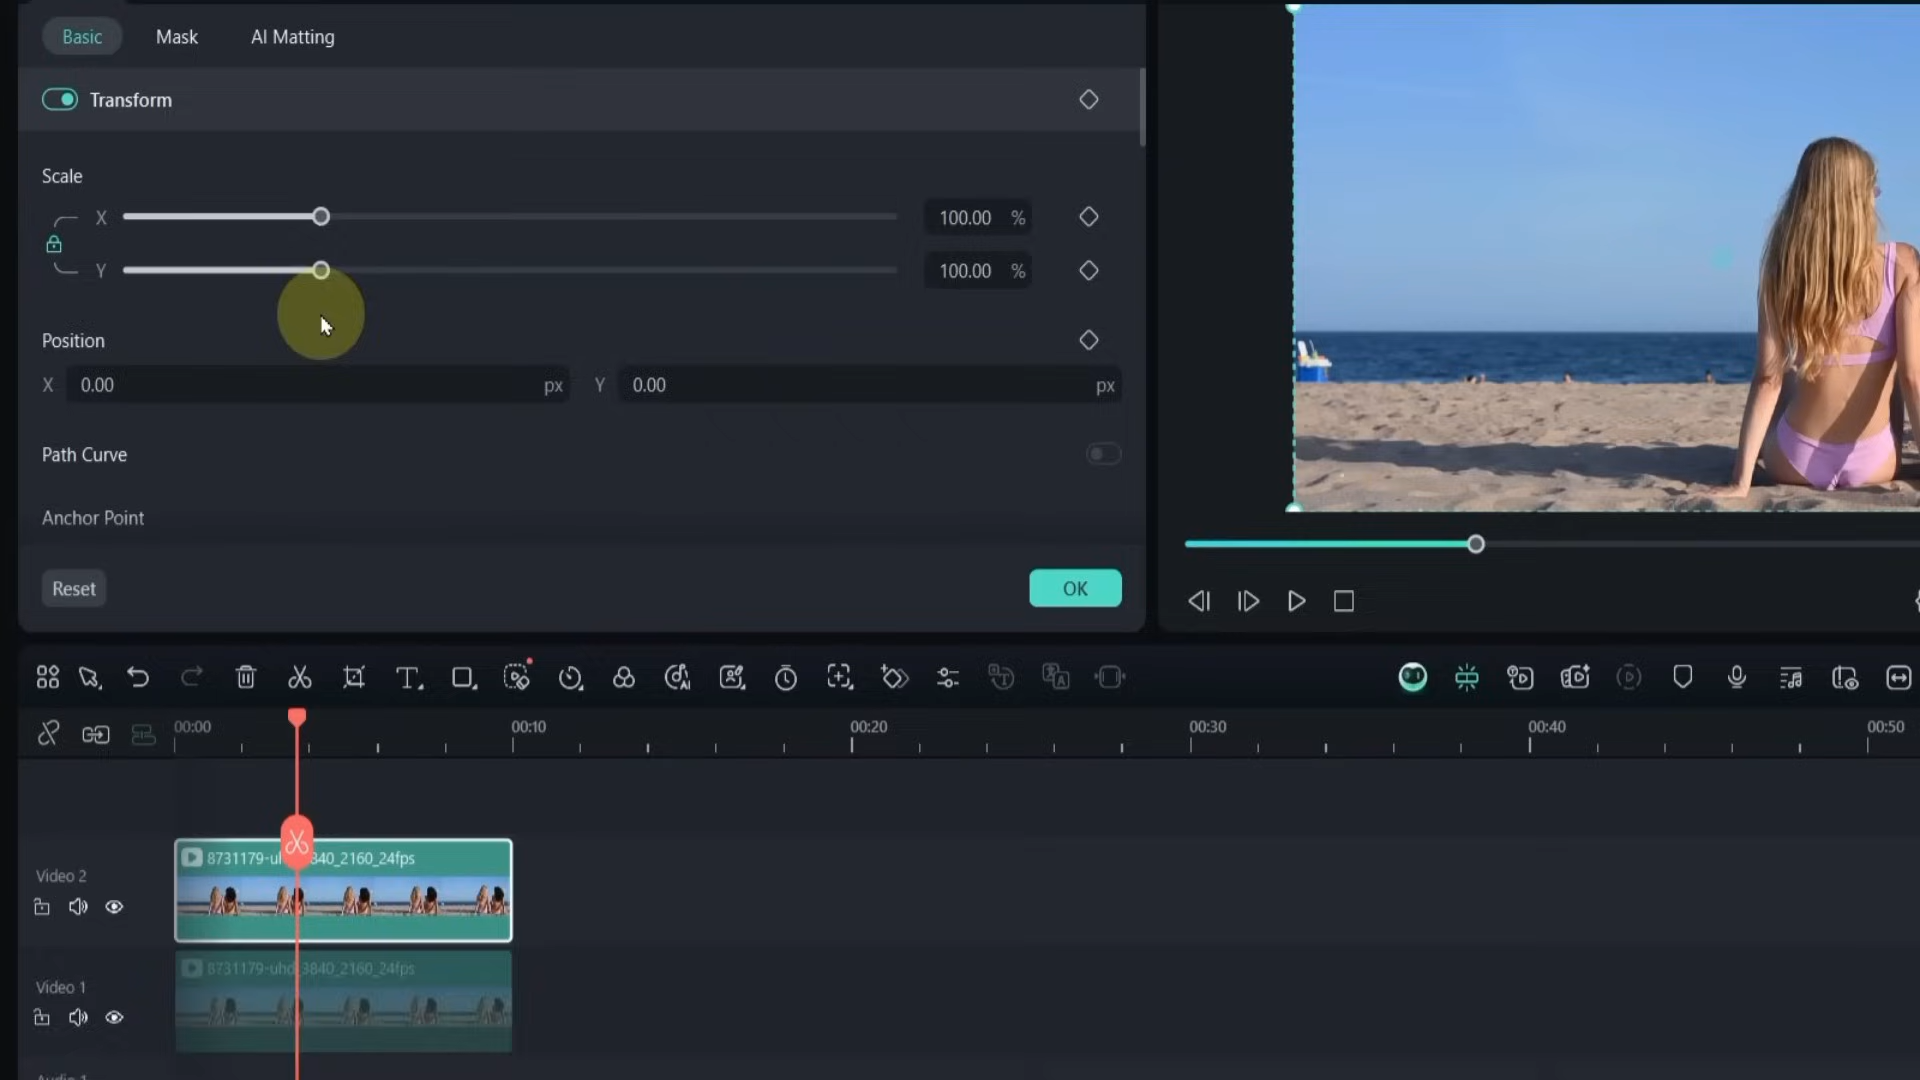 Basic Mask AI Matting
Transform
Scale
X 100.00 %
Y 100.00 %
Position
X 0.00 px Y 0.00 px
Path Curve
Anchor Point
Reset OK
00:00 00:10 00:20 00:30 00:40 00:50
8731179-uh 840_2160_24fps
Video 2
8731179-uhd_3840_2160_24fps
Video 1